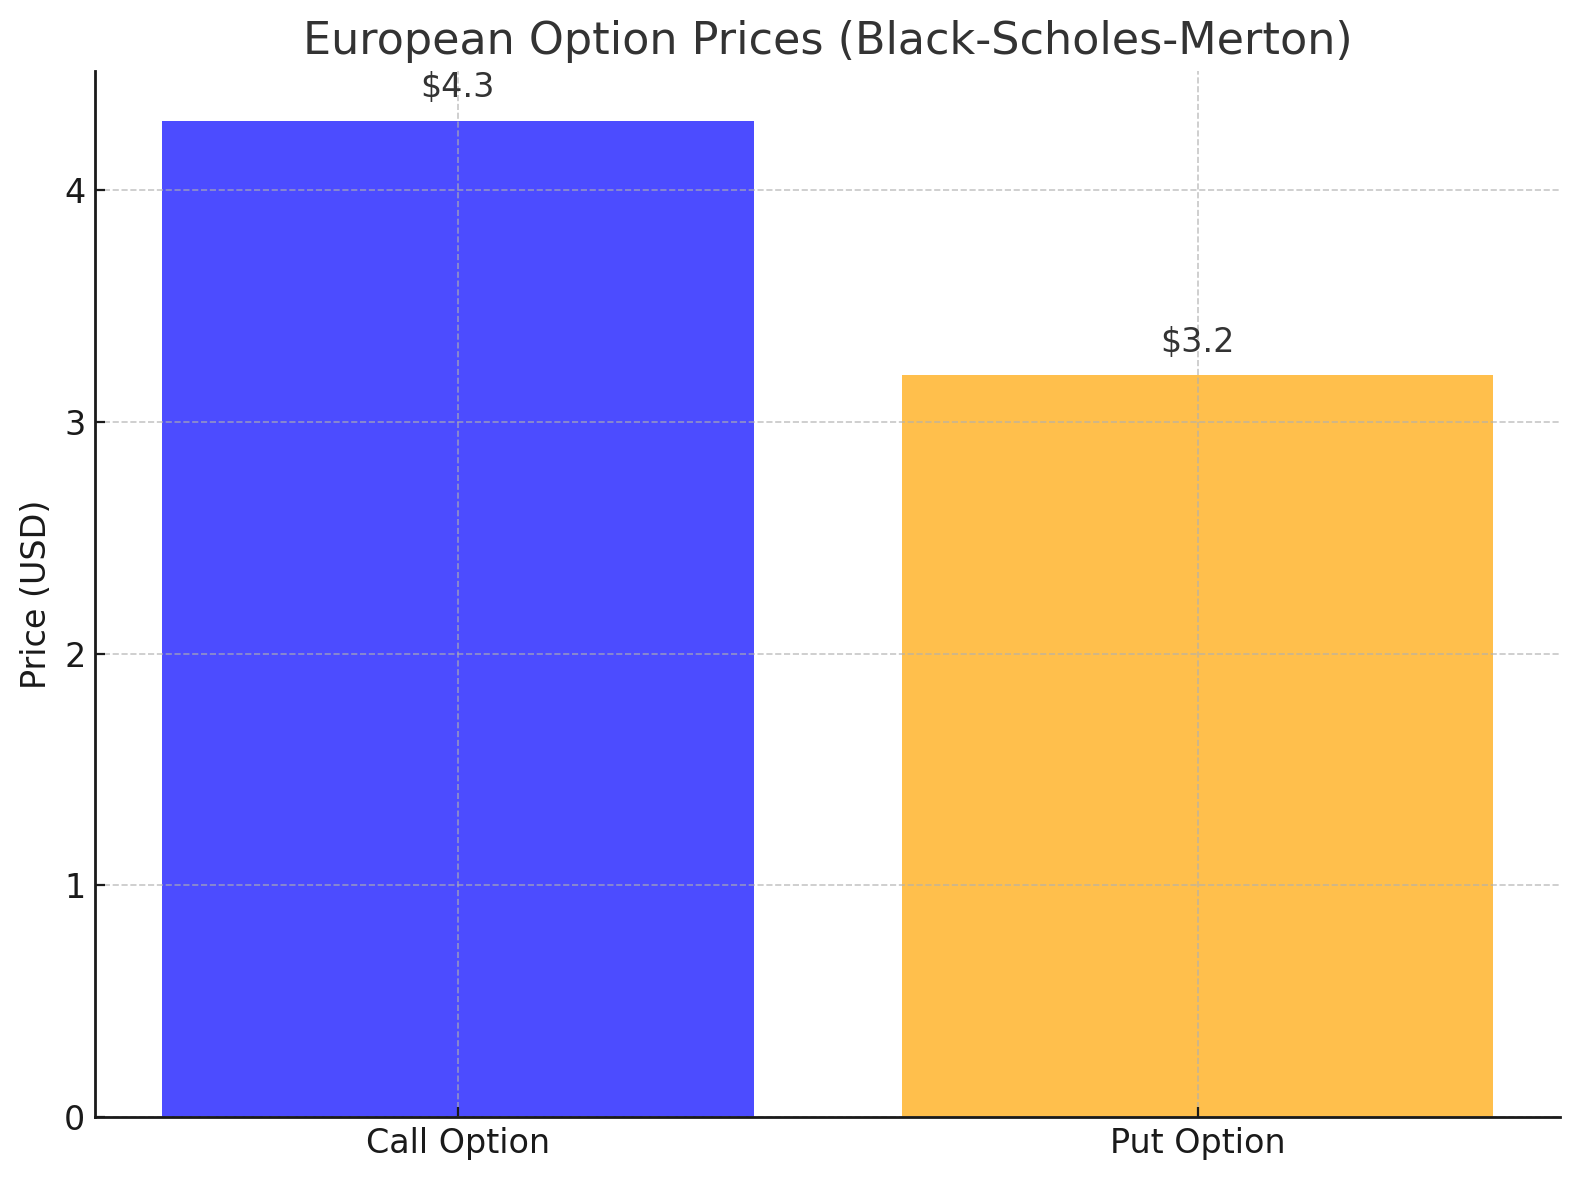 European Option Prices (Black-Scholes-Merton)
$4.3
$3.2
Price (USD)
4
3
2
1
0
Call Option
Put Option